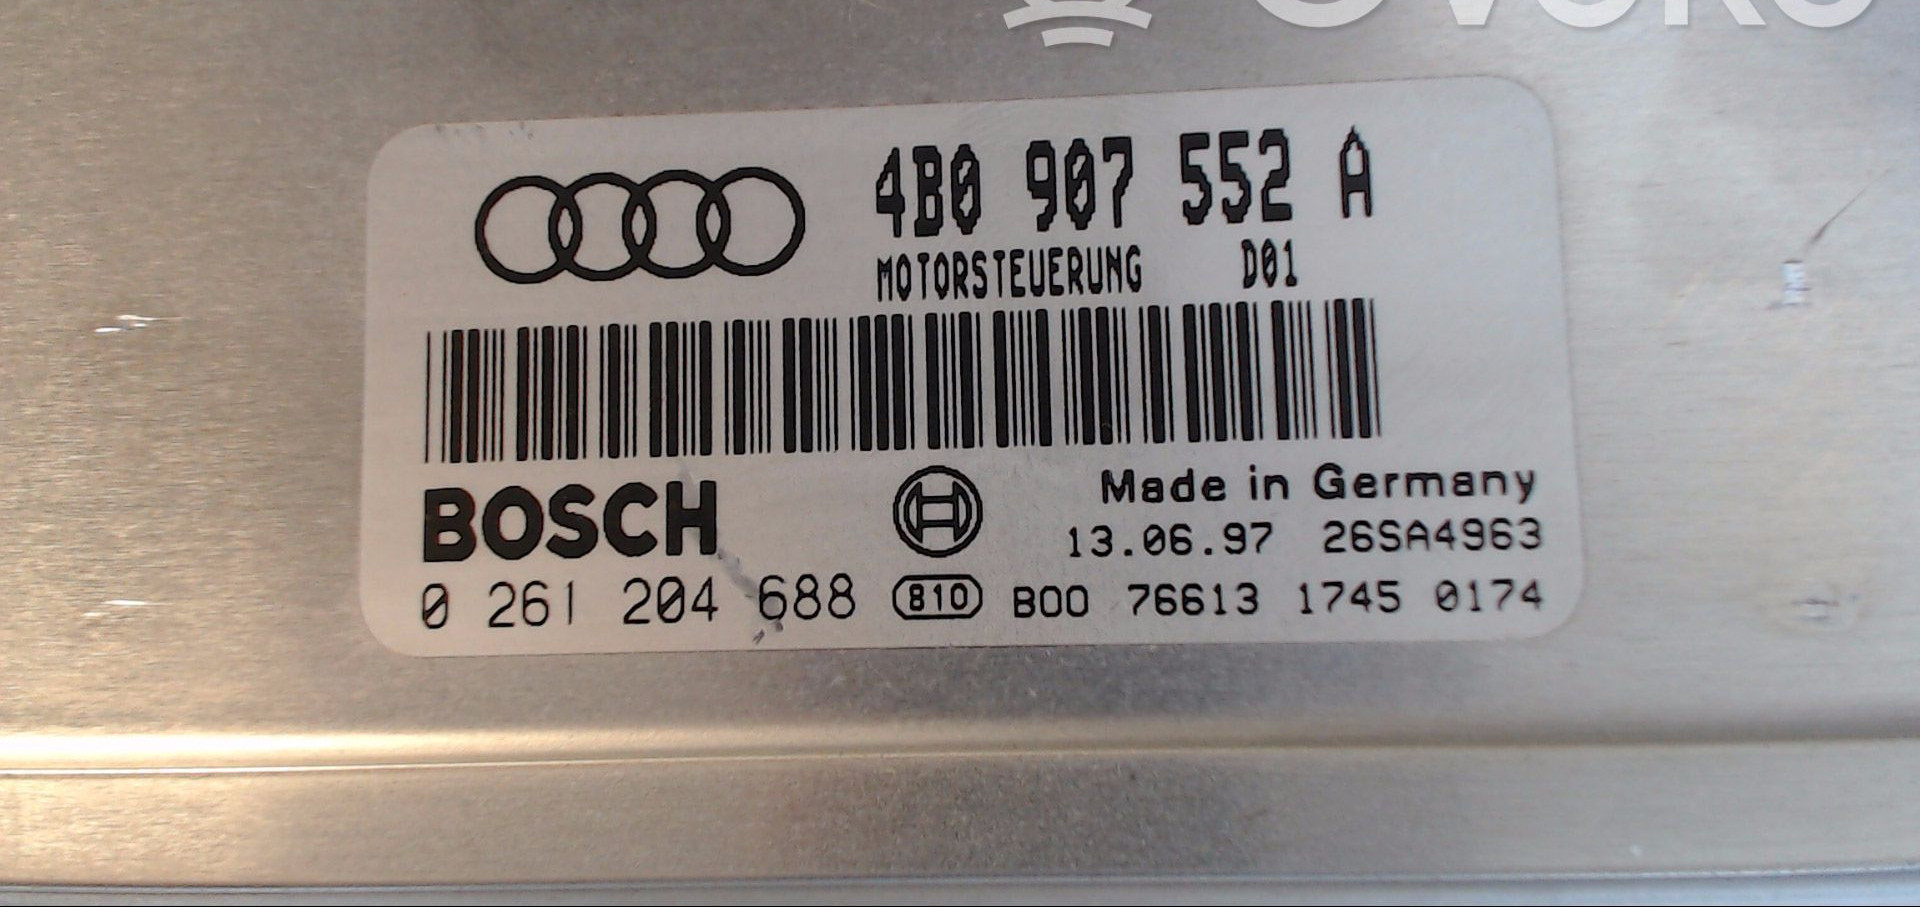 4B0 907 552 A
MOTORSTEUERUNG D01
BOSCH
Made in Germany
13.06.97 26SA4963
0 261 204 688 810 B00 76613 1745 0174